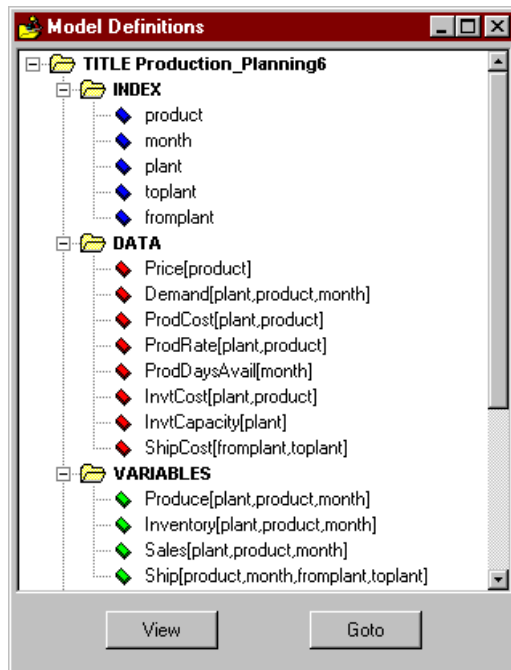 Model Definitions
TITLE Production_Planning6
INDEX
product
month
plant
toplant
fromplant
DATA
Price[product]
Demand[plant,product,month]
ProdCost[plant,product]
ProdRate[plant,product]
ProdDaysAvail[month]
InvtCost[plant,product]
InvtCapacity[plant]
ShipCost[fromplant,toplant]
VARIABLES
Produce[plant,product,month]
Inventory[plant,product,month]
Sales[plant,product,month]
Ship[product,month,fromplant,toplant]
View Goto